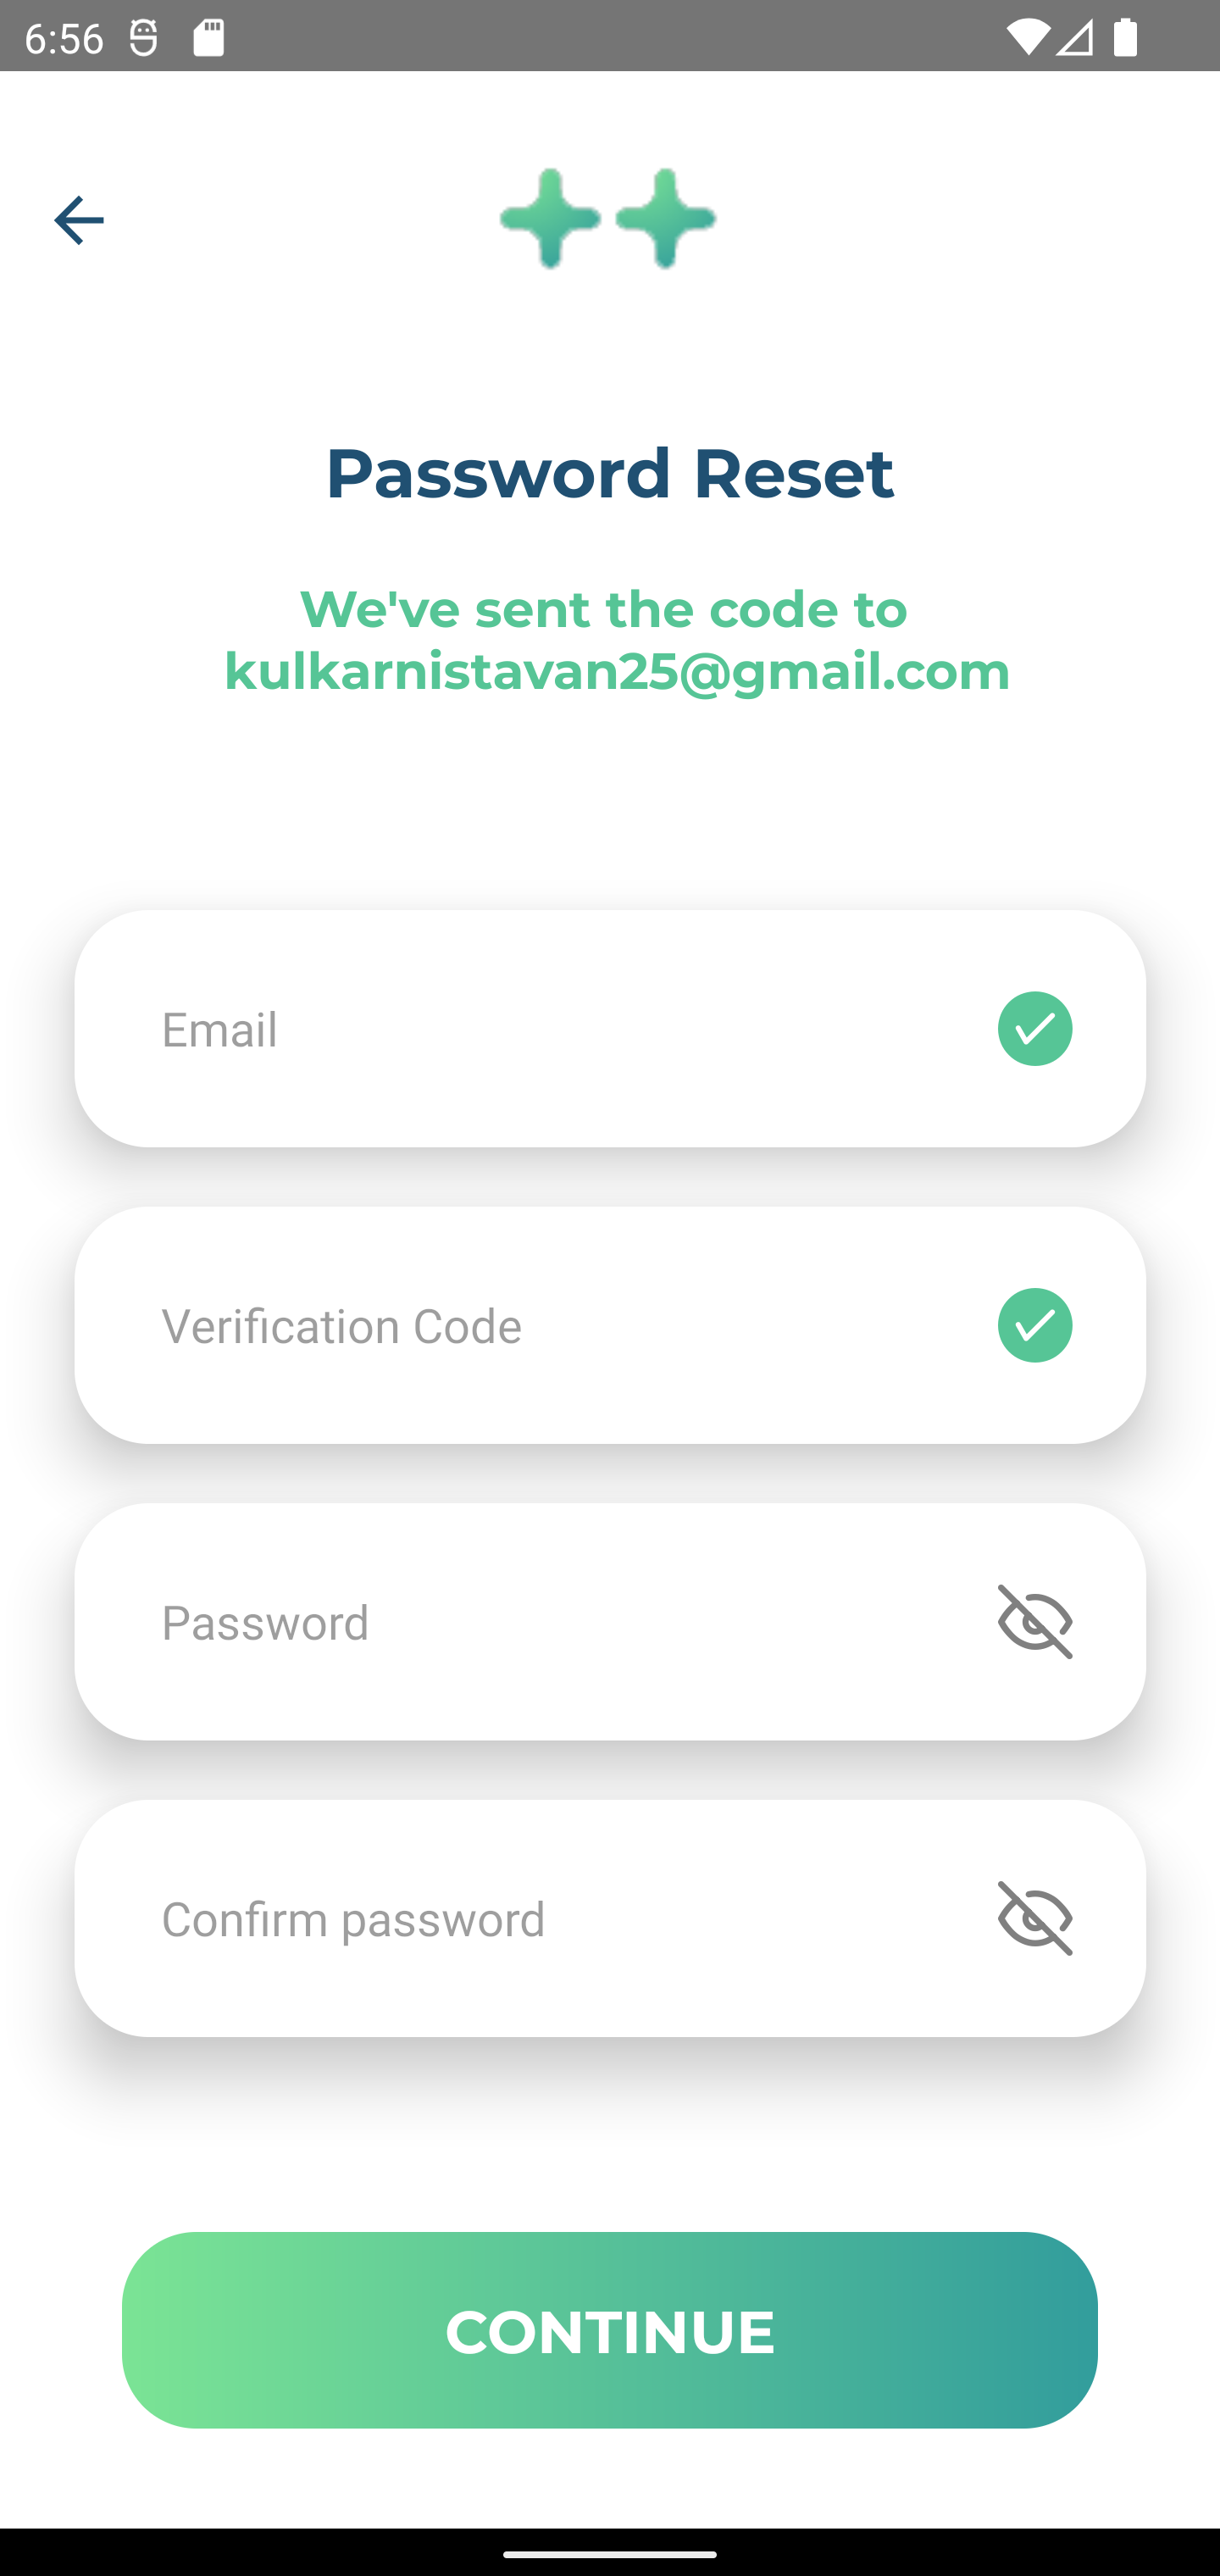 6:56
Password Reset
We've sent the code to
kulkarnistavan25@gmail.com
Email
Verification Code
Password
Confirm password
CONTINUE